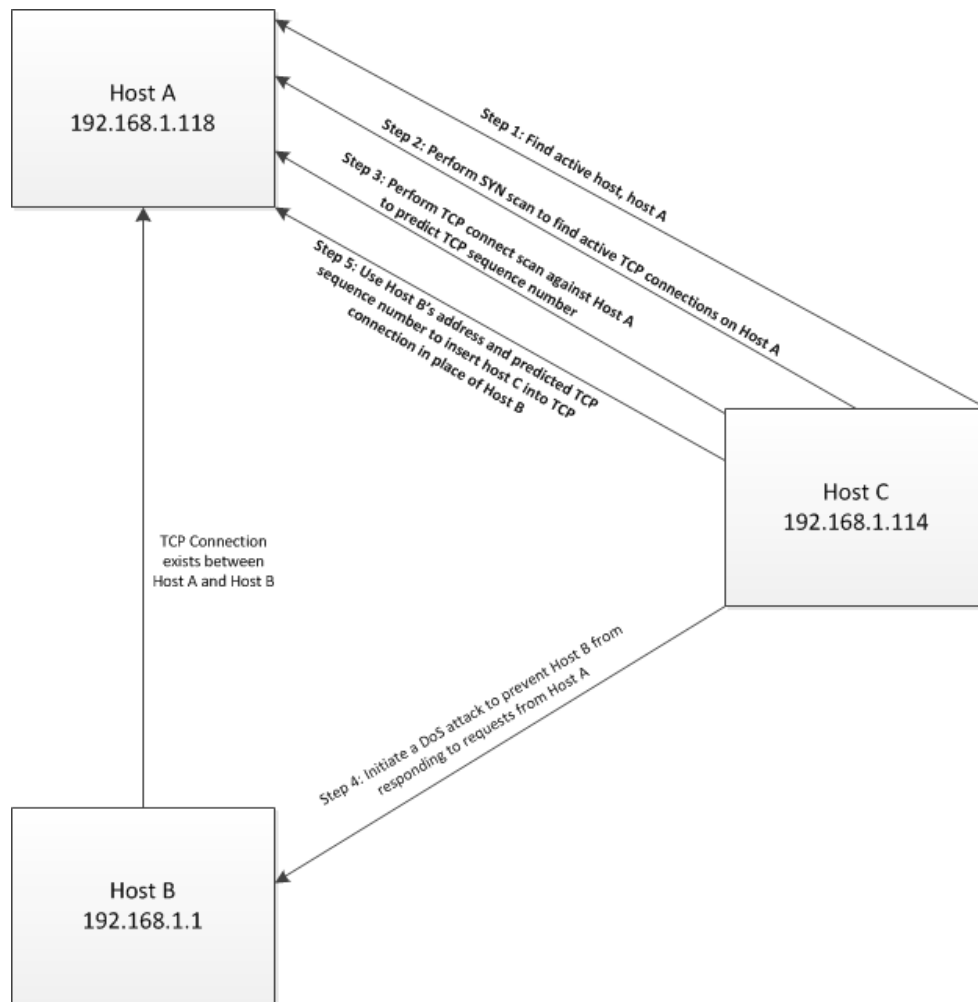 Host A
192.168.1.118
Step 1: Find active host, host A
Step 2: Perform SYN scan to find active TCP connections on Host A
Step 3: Perform TCP connect scan against Host A
to predict TCP sequence number
Step 5: Use Host B's address and predicted TCP
sequence number to insert host C into TCP
connection in place of Host B
Host C
192.168.1.114
TCP Connection
exists between
Host A and Host B
Step 4: Initiate a DoS attack to prevent Host B from
responding to requests from Host A
Host B
192.168.1.1